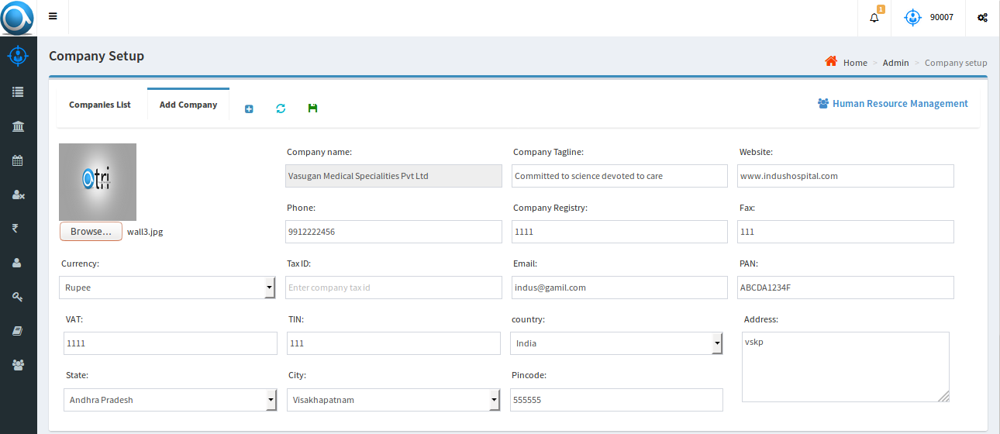 1
90007
Company Setup
Home > Admin > Company setup
Companies List
Add Company
Human Resource Management
tri
Browse...
wall3.jpg
Company name:
Vasugan Medical Specialities Pvt Ltd
Company Tagline:
Committed to science devoted to care
Website:
www.indushospital.com
Phone:
9912222456
Company Registry:
1111
Fax:
111
Currency:
Rupee
Tax ID:
Enter company tax id
Email:
indus@gamil.com
PAN:
ABCDA1234F
VAT:
1111
TIN:
111
country:
India
Address:
vskp
State:
Andhra Pradesh
City:
Visakhapatnam
Pincode:
555555